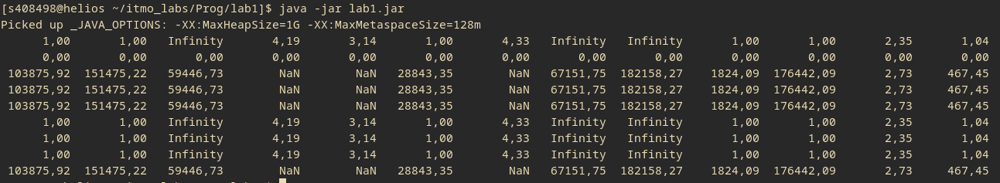 [s408498@helios ~/itmo_labs/Prog/lab1]$ java -jar lab1.jar
Picked up _JAVA_OPTIONS: -XX:MaxHeapSize=1G -XX:MaxMetaspaceSize=128m
1,00 1,00 Infinity 4,19 3,14 1,00 4,33 Infinity Infinity 1,00 1,00 2,35 1,04
0,00 0,00 0,00 0,00 0,00 0,00 0,00 0,00 0,00 0,00 0,00 0,00 0,00
103875,92 151475,22 59446,73 NaN NaN 28843,35 NaN 67151,75 182158,27 1824,09 176442,09 2,73 467,45
103875,92 151475,22 59446,73 NaN NaN 28843,35 NaN 67151,75 182158,27 1824,09 176442,09 2,73 467,45
103875,92 151475,22 59446,73 NaN NaN 28843,35 NaN 67151,75 182158,27 1824,09 176442,09 2,73 467,45
1,00 1,00 Infinity 4,19 3,14 1,00 4,33 Infinity Infinity 1,00 1,00 2,35 1,04
1,00 1,00 Infinity 4,19 3,14 1,00 4,33 Infinity Infinity 1,00 1,00 2,35 1,04
1,00 1,00 Infinity 4,19 3,14 1,00 4,33 Infinity Infinity 1,00 1,00 2,35 1,04
103875,92 151475,22 59446,73 NaN NaN 28843,35 NaN 67151,75 182158,27 1824,09 176442,09 2,73 467,45